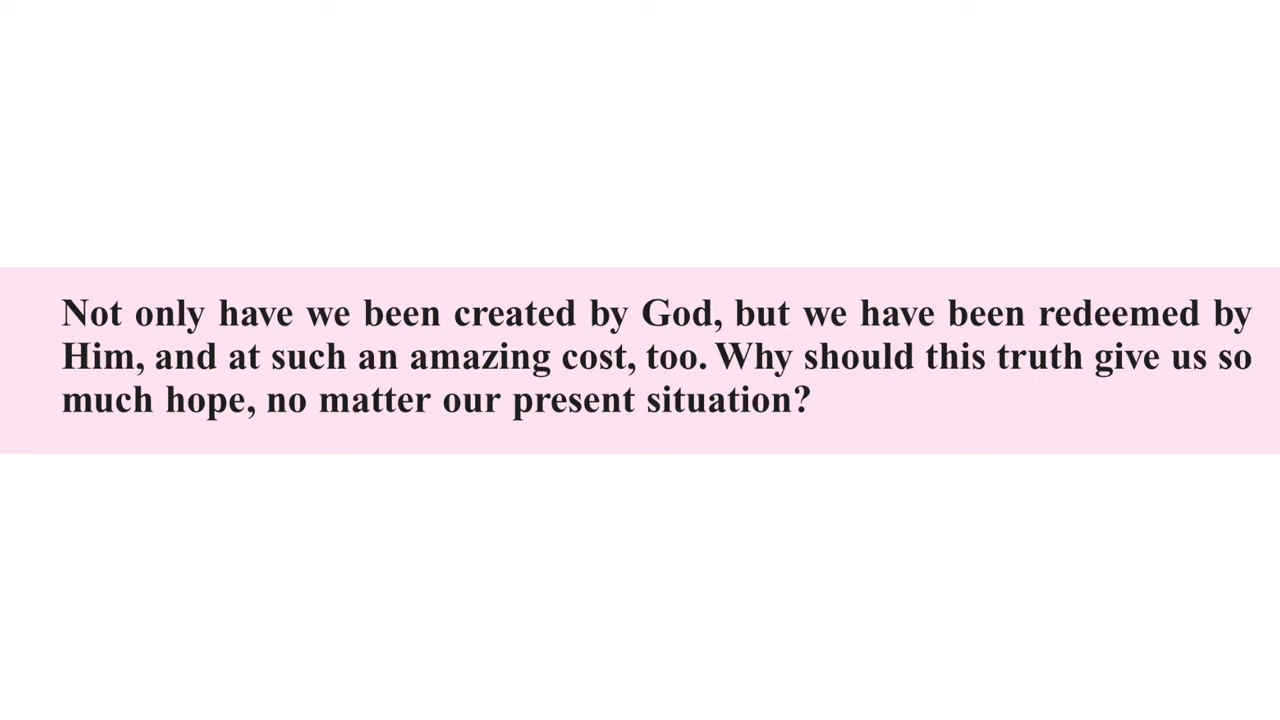 Not only have we been created by God, but we have been redeemed by
Him, and at such an amazing cost, too. Why should this truth give us so
much hope, no matter our present situation?